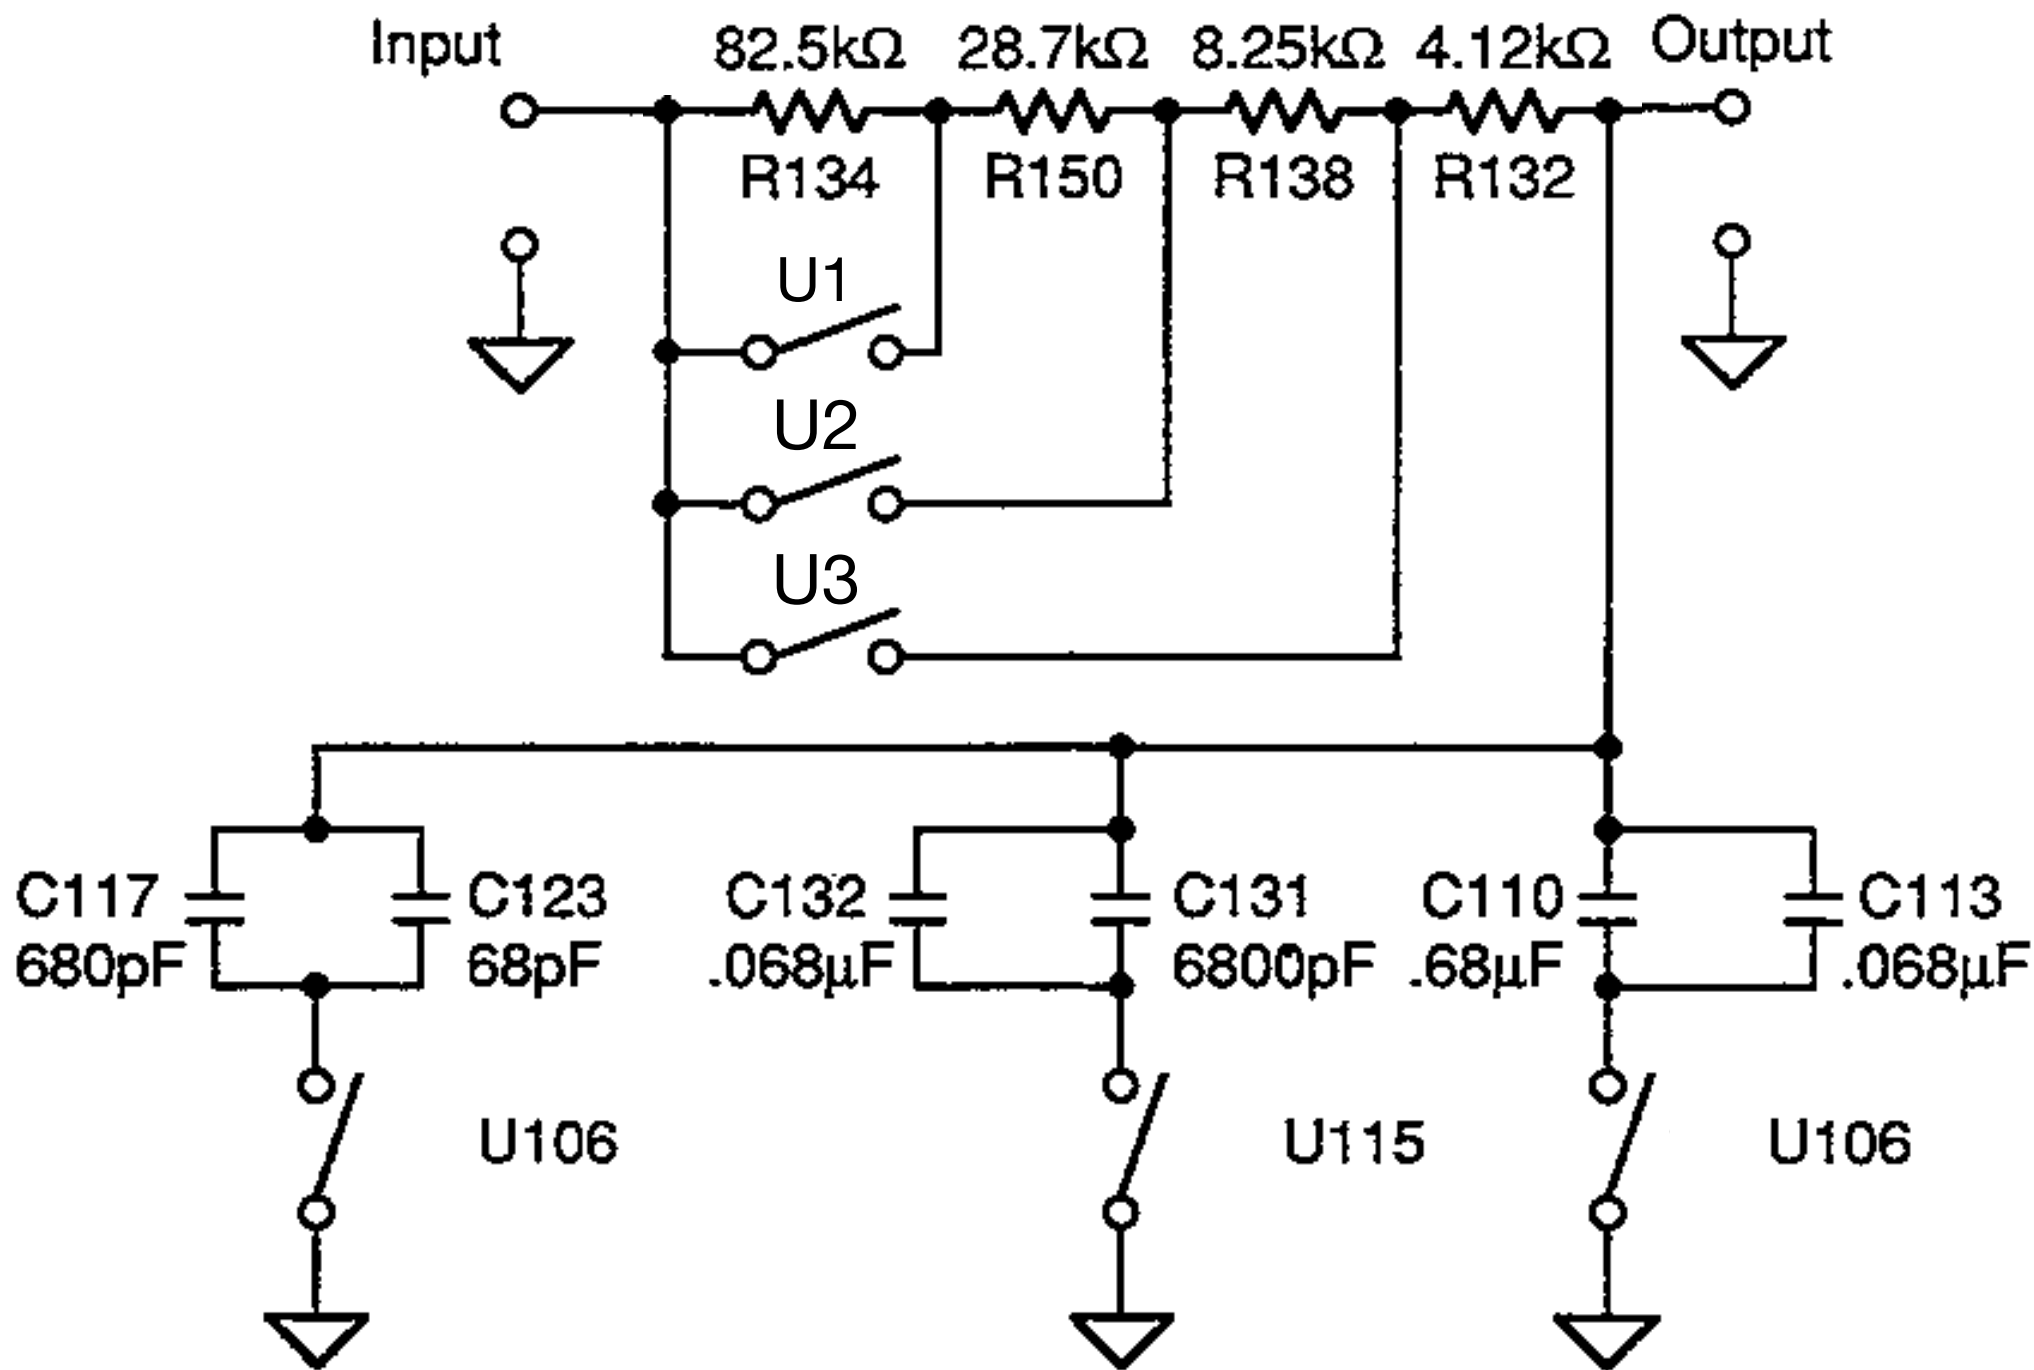 Input 82.5kΩ 28.7kΩ 8.25kΩ 4.12kΩ Output
R134 R150 R138 R132
U1
U2
U3
C117 C123 C132 C131 C110 C113
680pF 68pF .068µF 6800pF .68µF .068µF
U106 U115 U106